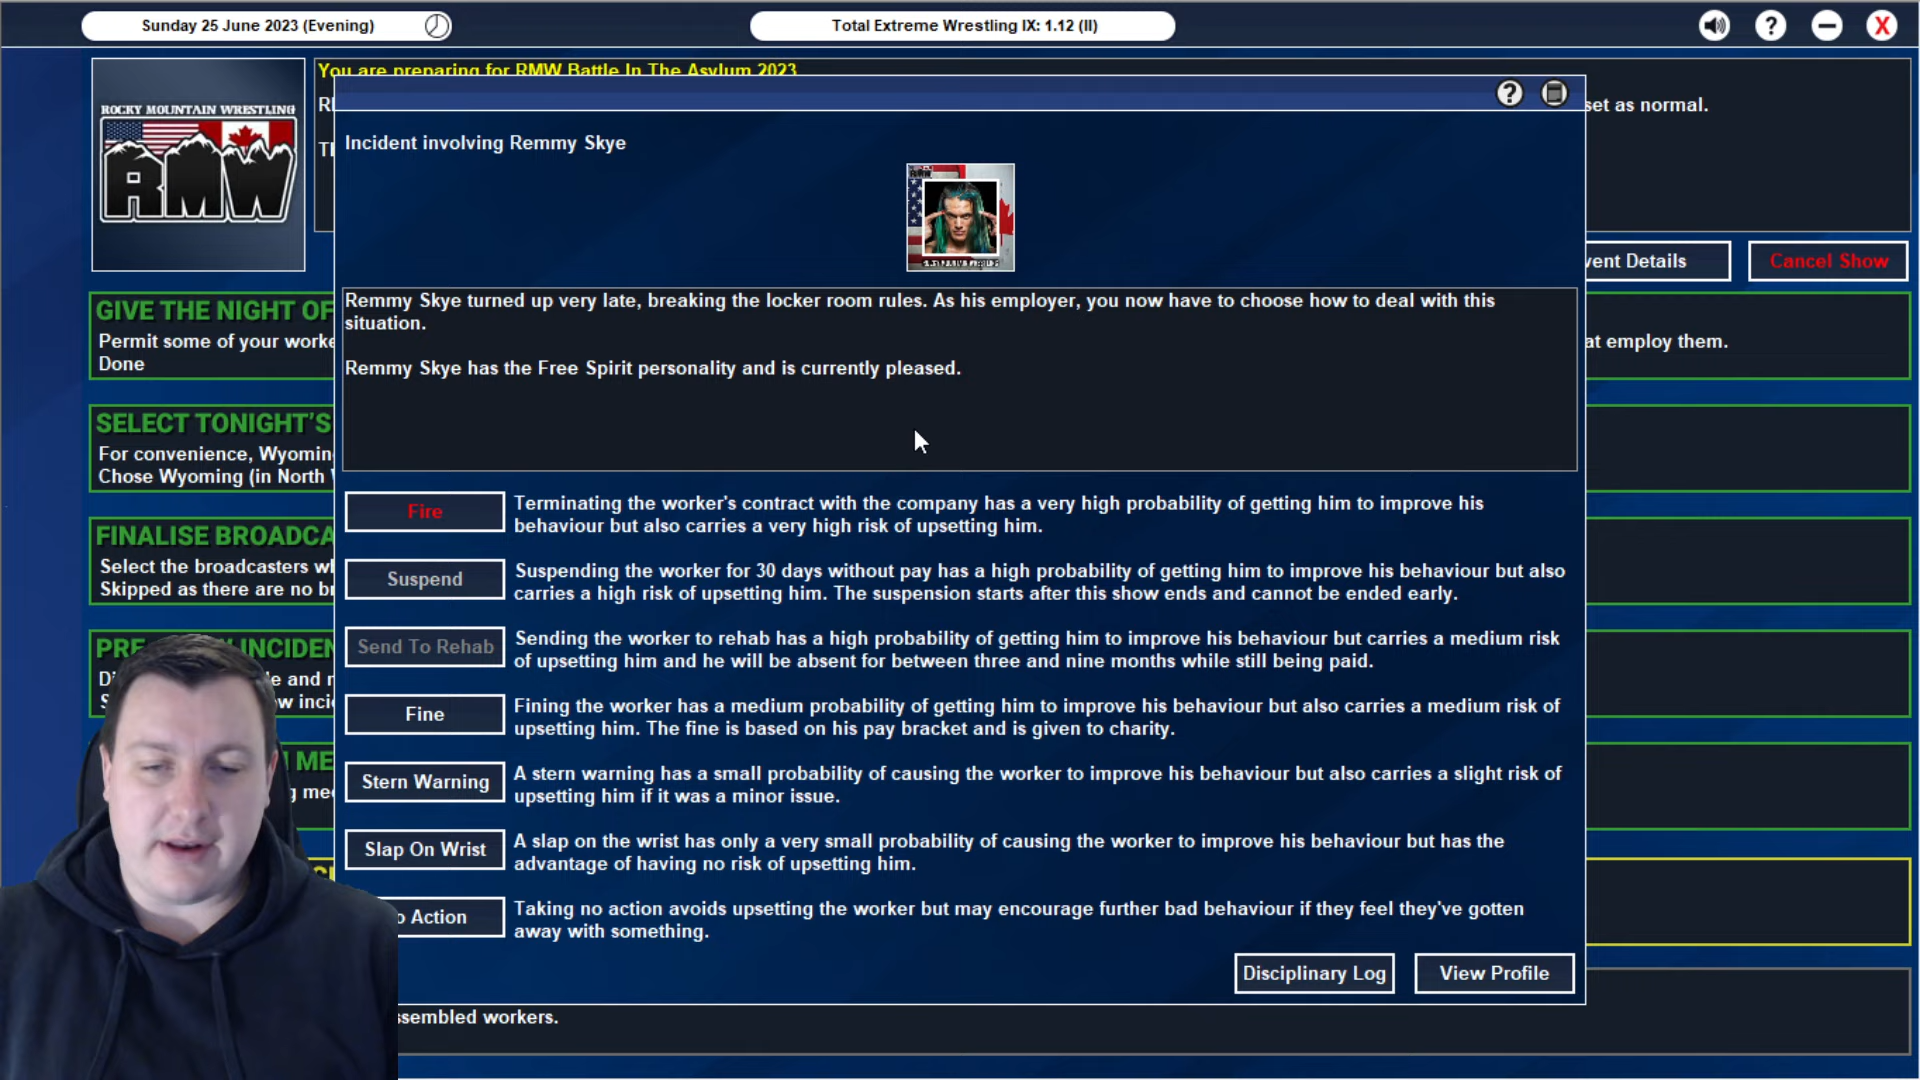 Sunday 25 June 2023 (Evening)
Total Extreme Wrestling IX: 1.12 (II)
?
X
ROCKY MOUNTAIN WRESTLING
RMW
You are preparing for RMW Battle In The Asylum 2023
set as normal.
?
Incident involving Remmy Skye
RMW
Remmy Skye turned up very late, breaking the locker room rules. As his employer, you now have to choose how to deal with this
situation.
Remmy Skye has the Free Spirit personality and is currently pleased.
vent Details
Cancel Show
GIVE THE NIGHT OF
Permit some of your worke
Done
at employ them.
SELECT TONIGHT'S
For convenience, Wyoming
Chose Wyoming (in North
FINALISE BROADCA
Select the broadcasters w
Skipped as there are no br
PRE
INCIDEN
Di
le and
S
w inci
ME
g mee
Fire
Terminating the worker's contract with the company has a very high probability of getting him to improve his
behaviour but also carries a very high risk of upsetting him.
Suspend
Suspending the worker for 30 days without pay has a high probability of getting him to improve his behaviour but also
carries a high risk of upsetting him. The suspension starts after this show ends and cannot be ended early.
Send To Rehab
Sending the worker to rehab has a high probability of getting him to improve his behaviour but carries a medium risk
of upsetting him and he will be absent for between three and nine months while still being paid.
Fine
Fining the worker has a medium probability of getting him to improve his behaviour but also carries a medium risk of
upsetting him. The fine is based on his pay bracket and is given to charity.
Stern Warning
A stern warning has a small probability of causing the worker to improve his behaviour but also carries a slight risk of
upsetting him if it was a minor issue.
Slap On Wrist
A slap on the wrist has only a very small probability of causing the worker to improve his behaviour but has the
advantage of having no risk of upsetting him.
o Action
Taking no action avoids upsetting the worker but may encourage further bad behaviour if they feel they've gotten
away with something.
Disciplinary Log
View Profile
ssembled workers.